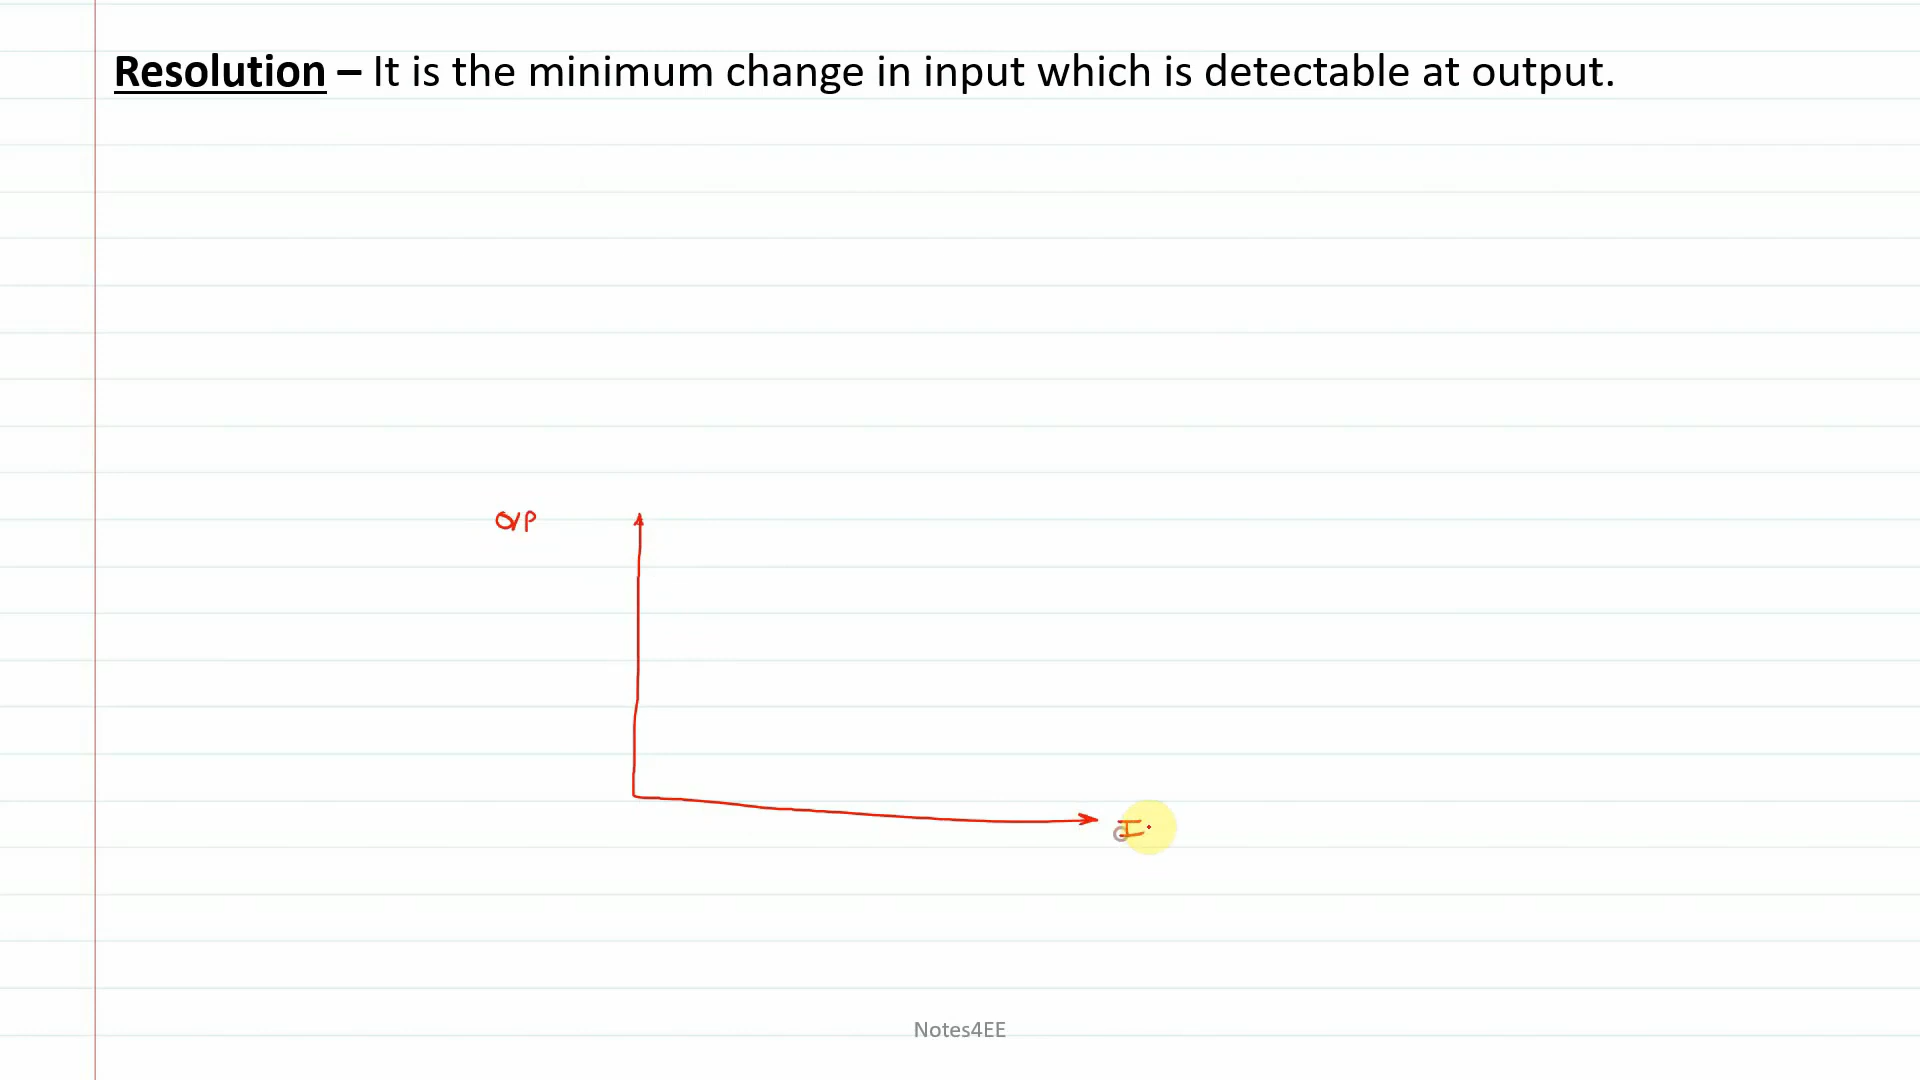 Resolution – It is the minimum change in input which is detectable at output.
O/P
I
Notes4EE